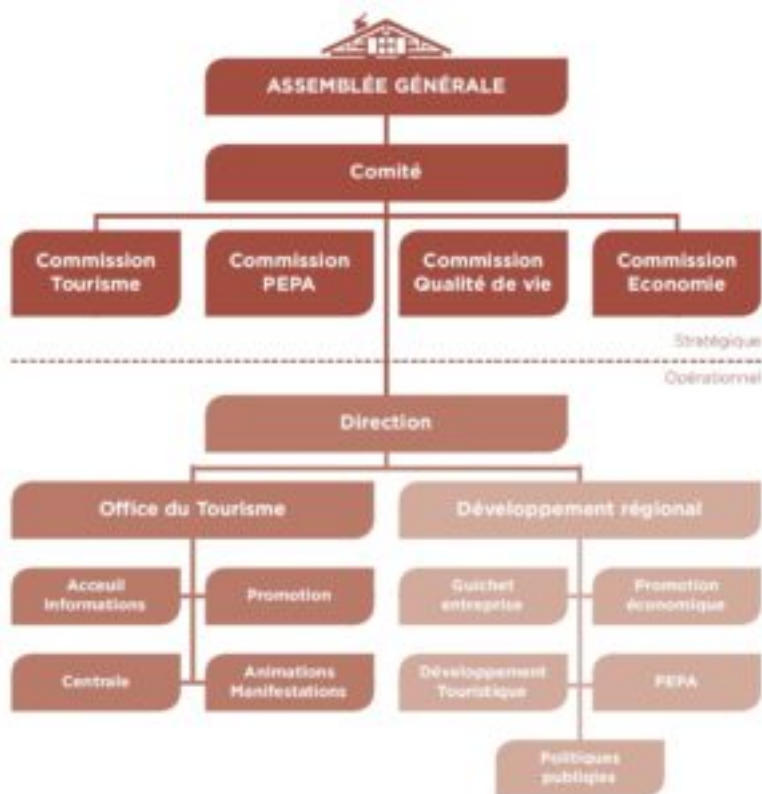 ASSEMBLÉE GÉNÉRALE
Comité
Commission
Tourisme
Commission
PEPA
Commission
Qualité de vie
Commission
Economie
Stratégique
Opérationnel
Direction
Office du Tourisme
Développement régional
Acceuil
Informations
Promotion
Guichet
entreprise
Promotion
économique
Centrale
Animations
Manifestations
Développement
Touristique
PEPA
Politiques
publiqies